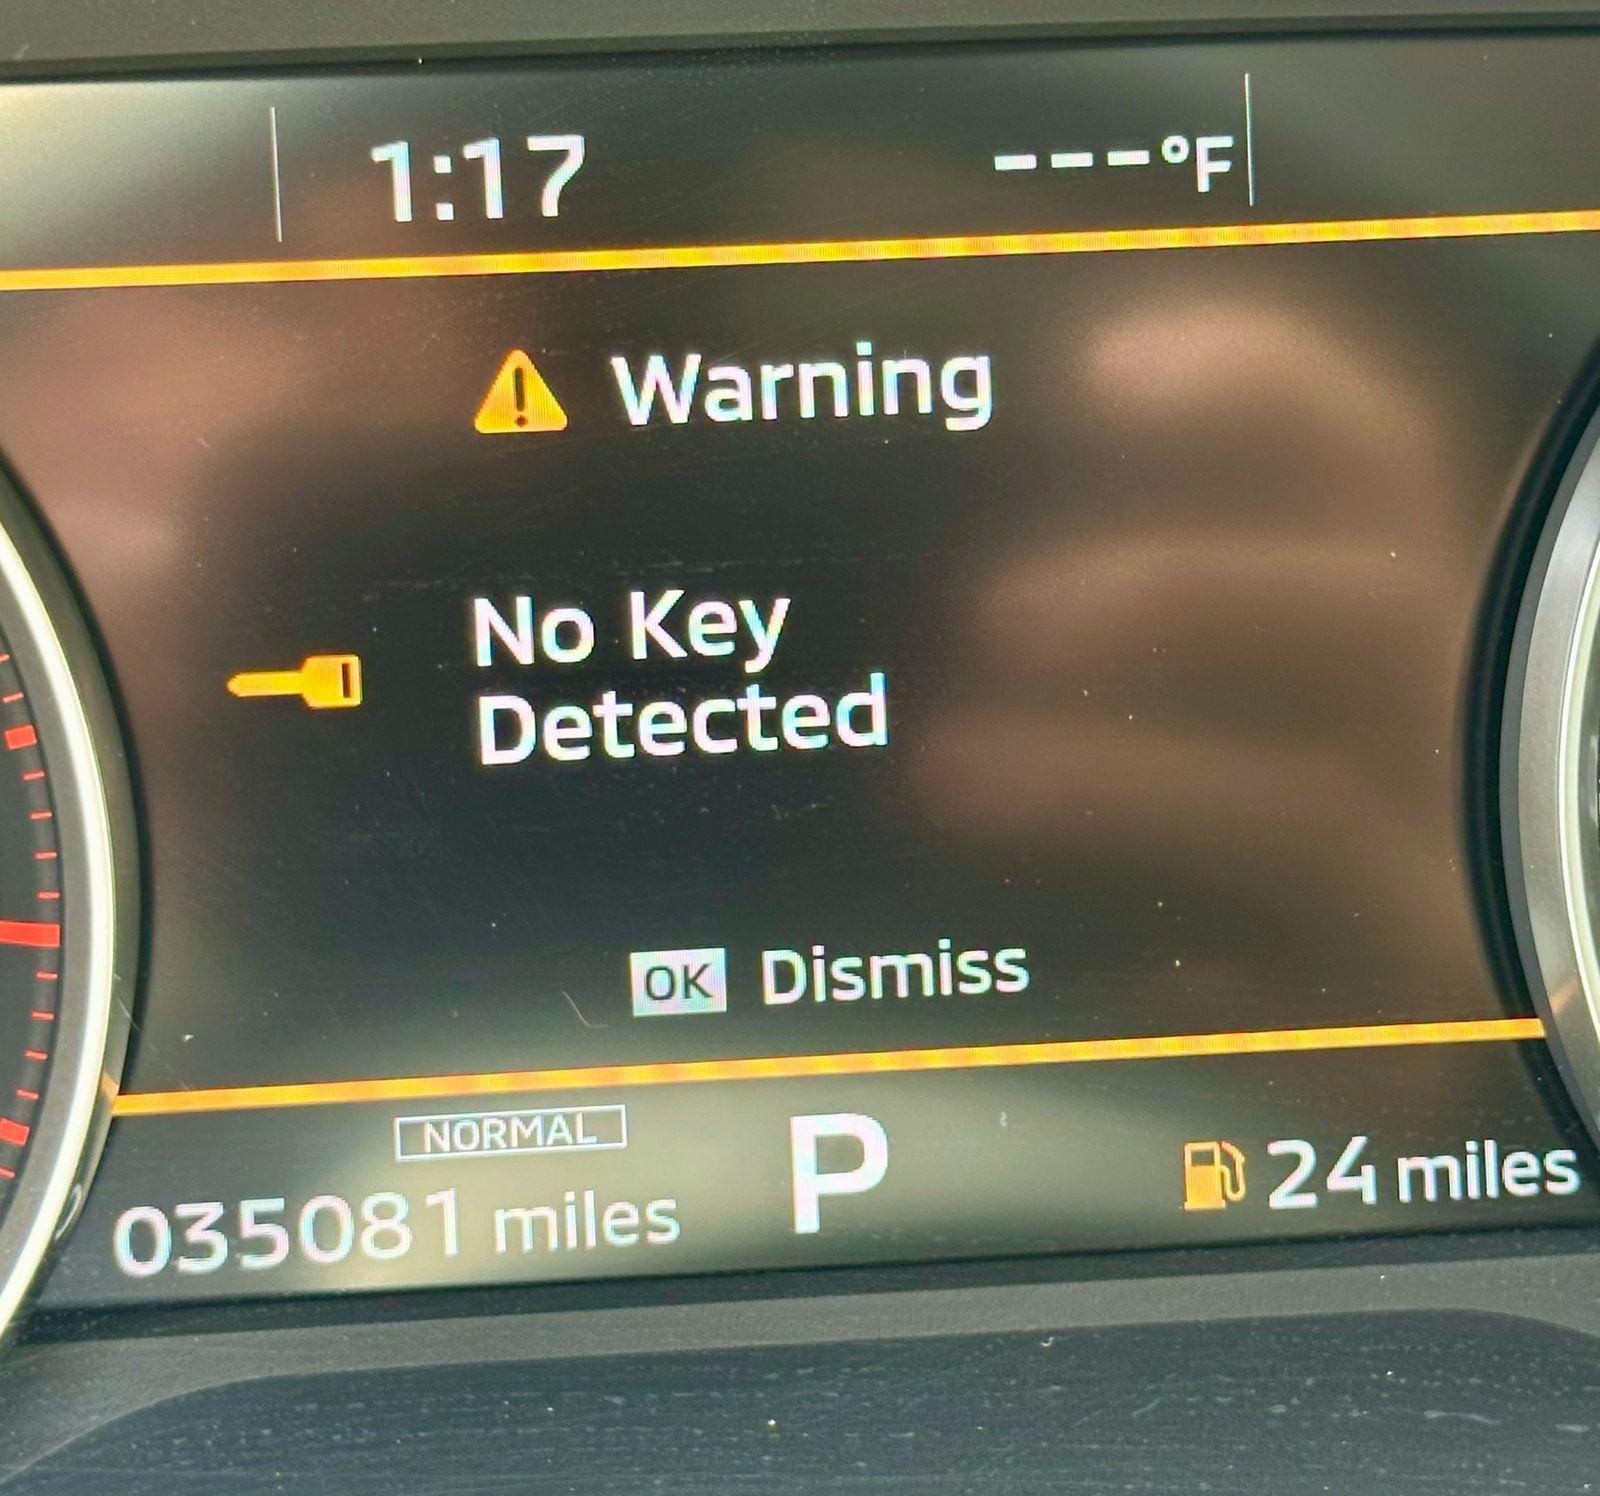 1:17 ---°F
Warning
No Key
Detected
OK Dismiss
NORMAL
P
035081 miles
24 miles